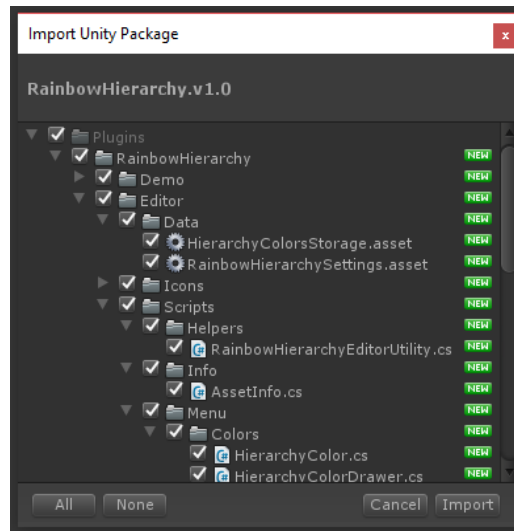 Import Unity Package
x
RainbowHierarchy.v1.0
Plugins
RainbowHierarchy NEW
Demo NEW
Editor NEW
Data NEW
HierarchyColorsStorage.asset NEW
RainbowHierarchySettings.asset NEW
Icons NEW
Scripts NEW
Helpers NEW
RainbowHierarchyEditorUtility.cs NEW
Info NEW
AssetInfo.cs NEW
Menu NEW
Colors NEW
HierarchyColor.cs NEW
HierarchyColorDrawer.cs NEW
All None Cancel Import